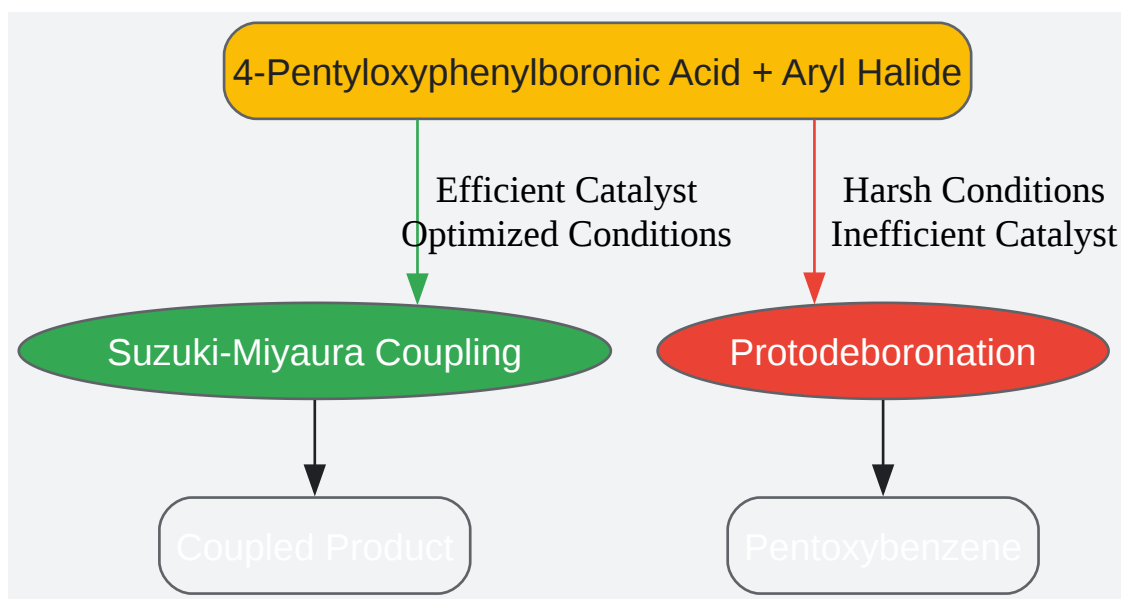 4-Pentyloxyphenylboronic Acid + Aryl Halide
Efficient Catalyst
Optimized Conditions
Harsh Conditions
Inefficient Catalyst
Suzuki-Miyaura Coupling
Protodeboronation
Coupled Product
Pentoxybenzene